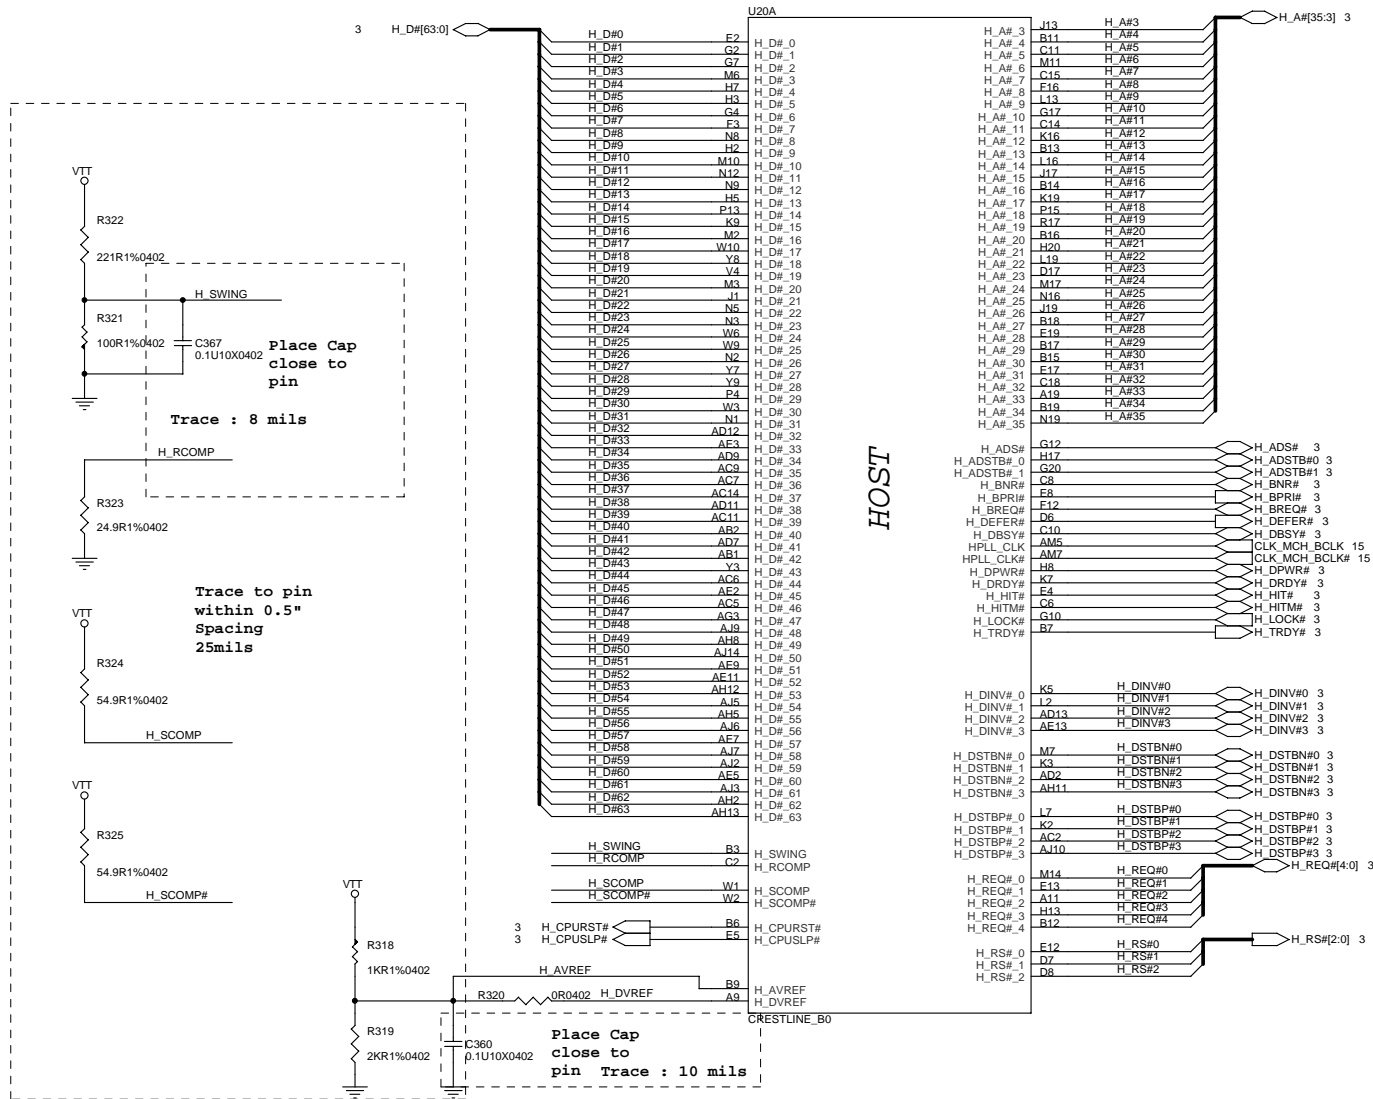 U20A
CRESTLINE_B0
HOST
3 H_D#[63:0]
H_D#0 E2 H_D#_0
H_D#1 G2 H_D#_1
H_D#2 G7 H_D#_2
H_D#3 M6 H_D#_3
H_D#4 H7 H_D#_4
H_D#5 H3 H_D#_5
H_D#6 G4 H_D#_6
H_D#7 F3 H_D#_7
H_D#8 N8 H_D#_8
H_D#9 H2 H_D#_9
H_D#10 M10 H_D#_10
H_D#11 N12 H_D#_11
H_D#12 N9 H_D#_12
H_D#13 H5 H_D#_13
H_D#14 P13 H_D#_14
H_D#15 K9 H_D#_15
H_D#16 M2 H_D#_16
H_D#17 W10 H_D#_17
H_D#18 Y8 H_D#_18
H_D#19 V4 H_D#_19
H_D#20 M3 H_D#_20
H_D#21 J1 H_D#_21
H_D#22 N5 H_D#_22
H_D#23 N3 H_D#_23
H_D#24 W6 H_D#_24
H_D#25 W9 H_D#_25
H_D#26 N2 H_D#_26
H_D#27 Y7 H_D#_27
H_D#28 Y9 H_D#_28
H_D#29 P4 H_D#_29
H_D#30 W3 H_D#_30
H_D#31 N1 H_D#_31
H_D#32 AD12 H_D#_32
H_D#33 AE3 H_D#_33
H_D#34 AD9 H_D#_34
H_D#35 AC9 H_D#_35
H_D#36 AC7 H_D#_36
H_D#37 AC14 H_D#_37
H_D#38 AD11 H_D#_38
H_D#39 AC11 H_D#_39
H_D#40 AB2 H_D#_40
H_D#41 AD7 H_D#_41
H_D#42 AB1 H_D#_42
H_D#43 Y3 H_D#_43
H_D#44 AC6 H_D#_44
H_D#45 AE2 H_D#_45
H_D#46 AC5 H_D#_46
H_D#47 AG3 H_D#_47
H_D#48 AJ9 H_D#_48
H_D#49 AH8 H_D#_49
H_D#50 AJ14 H_D#_50
H_D#51 AE9 H_D#_51
H_D#52 AE11 H_D#_52
H_D#53 AH12 H_D#_53
H_D#54 AJ5 H_D#_54
H_D#55 AH5 H_D#_55
H_D#56 AJ6 H_D#_56
H_D#57 AE7 H_D#_57
H_D#58 AJ7 H_D#_58
H_D#59 AJ2 H_D#_59
H_D#60 AE5 H_D#_60
H_D#61 AJ3 H_D#_61
H_D#62 AH2 H_D#_62
H_D#63 AH13 H_D#_63
H_SWING B3 H_SWING
H_RCOMP C2 H_RCOMP
H_SCOMP W1 H_SCOMP
H_SCOMP# W2 H_SCOMP#
3 H_CPURST# B6 H_CPURST#
3 H_CPUSLP# E5 H_CPUSLP#
H_AVREF B9 H_AVREF
R320 0R0402 H_DVREF A9 H_DVREF
H_A#[35:3] 3
H_A#_3 J13 H_A#3
H_A#_4 B11 H_A#4
H_A#_5 C11 H_A#5
H_A#_6 M11 H_A#6
H_A#_7 C15 H_A#7
H_A#_8 F16 H_A#8
H_A#_9 L13 H_A#9
H_A#_10 G17 H_A#10
H_A#_11 C14 H_A#11
H_A#_12 K16 H_A#12
H_A#_13 B13 H_A#13
H_A#_14 L16 H_A#14
H_A#_15 J17 H_A#15
H_A#_16 B14 H_A#16
H_A#_17 K19 H_A#17
H_A#_18 P15 H_A#18
H_A#_19 R17 H_A#19
H_A#_20 B16 H_A#20
H_A#_21 H20 H_A#21
H_A#_22 L19 H_A#22
H_A#_23 D17 H_A#23
H_A#_24 M17 H_A#24
H_A#_25 N16 H_A#25
H_A#_26 J19 H_A#26
H_A#_27 B18 H_A#27
H_A#_28 E19 H_A#28
H_A#_29 B17 H_A#29
H_A#_30 B15 H_A#30
H_A#_31 E17 H_A#31
H_A#_32 C18 H_A#32
H_A#_33 A19 H_A#33
H_A#_34 B19 H_A#34
H_A#_35 N19 H_A#35
H_ADS# G12 H_ADS# 3
H_ADSTB#_0 H17 H_ADSTB#0 3
H_ADSTB#_1 G20 H_ADSTB#1 3
H_BNR# C8 H_BNR# 3
H_BPRI# E8 H_BPRI# 3
H_BREQ# F12 H_BREQ# 3
H_DEFER# D6 H_DEFER# 3
H_DBSY# C10 H_DBSY# 3
HPLL_CLK AM5 CLK_MCH_BCLK 15
HPLL_CLK# AM7 CLK_MCH_BCLK# 15
H_DPWR# H8 H_DPWR# 3
H_DRDY# K7 H_DRDY# 3
H_HIT# E4 H_HIT# 3
H_HITM# C6 H_HITM# 3
H_LOCK# G10 H_LOCK# 3
H_TRDY# B7 H_TRDY# 3
H_DINV#_0 K5 H_DINV#0 H_DINV#0 3
H_DINV#_1 L2 H_DINV#1 H_DINV#1 3
H_DINV#_2 AD13 H_DINV#2 H_DINV#2 3
H_DINV#_3 AE13 H_DINV#3 H_DINV#3 3
H_DSTBN#_0 M7 H_DSTBN#0 H_DSTBN#0 3
H_DSTBN#_1 K3 H_DSTBN#1 H_DSTBN#1 3
H_DSTBN#_2 AD2 H_DSTBN#2 H_DSTBN#2 3
H_DSTBN#_3 AH11 H_DSTBN#3 H_DSTBN#3 3
H_DSTBP#_0 L7 H_DSTBP#0 H_DSTBP#0 3
H_DSTBP#_1 K2 H_DSTBP#1 H_DSTBP#1 3
H_DSTBP#_2 AC2 H_DSTBP#2 H_DSTBP#2 3
H_DSTBP#_3 AJ10 H_DSTBP#3 H_DSTBP#3 3
H_REQ#[4:0] 3
H_REQ#_0 M14 H_REQ#0
H_REQ#_1 E13 H_REQ#1
H_REQ#_2 A11 H_REQ#2
H_REQ#_3 H13 H_REQ#3
H_REQ#_4 B12 H_REQ#4
H_RS#[2:0] 3
H_RS#_0 E12 H_RS#0
H_RS#_1 D7 H_RS#1
H_RS#_2 D8 H_RS#2
VTT
R322
221R1%0402
H_SWING
R321
100R1%0402
C367
0.1U10X0402
Place Cap
close to
pin
Trace : 8 mils
H_RCOMP
R323
24.9R1%0402
Trace to pin
within 0.5"
Spacing
25mils
VTT
R324
54.9R1%0402
H_SCOMP
VTT
R325
54.9R1%0402
H_SCOMP#
VTT
R318
1KR1%0402
R319
2KR1%0402
C360
0.1U10X0402
Place Cap
close to
pin Trace : 10 mils